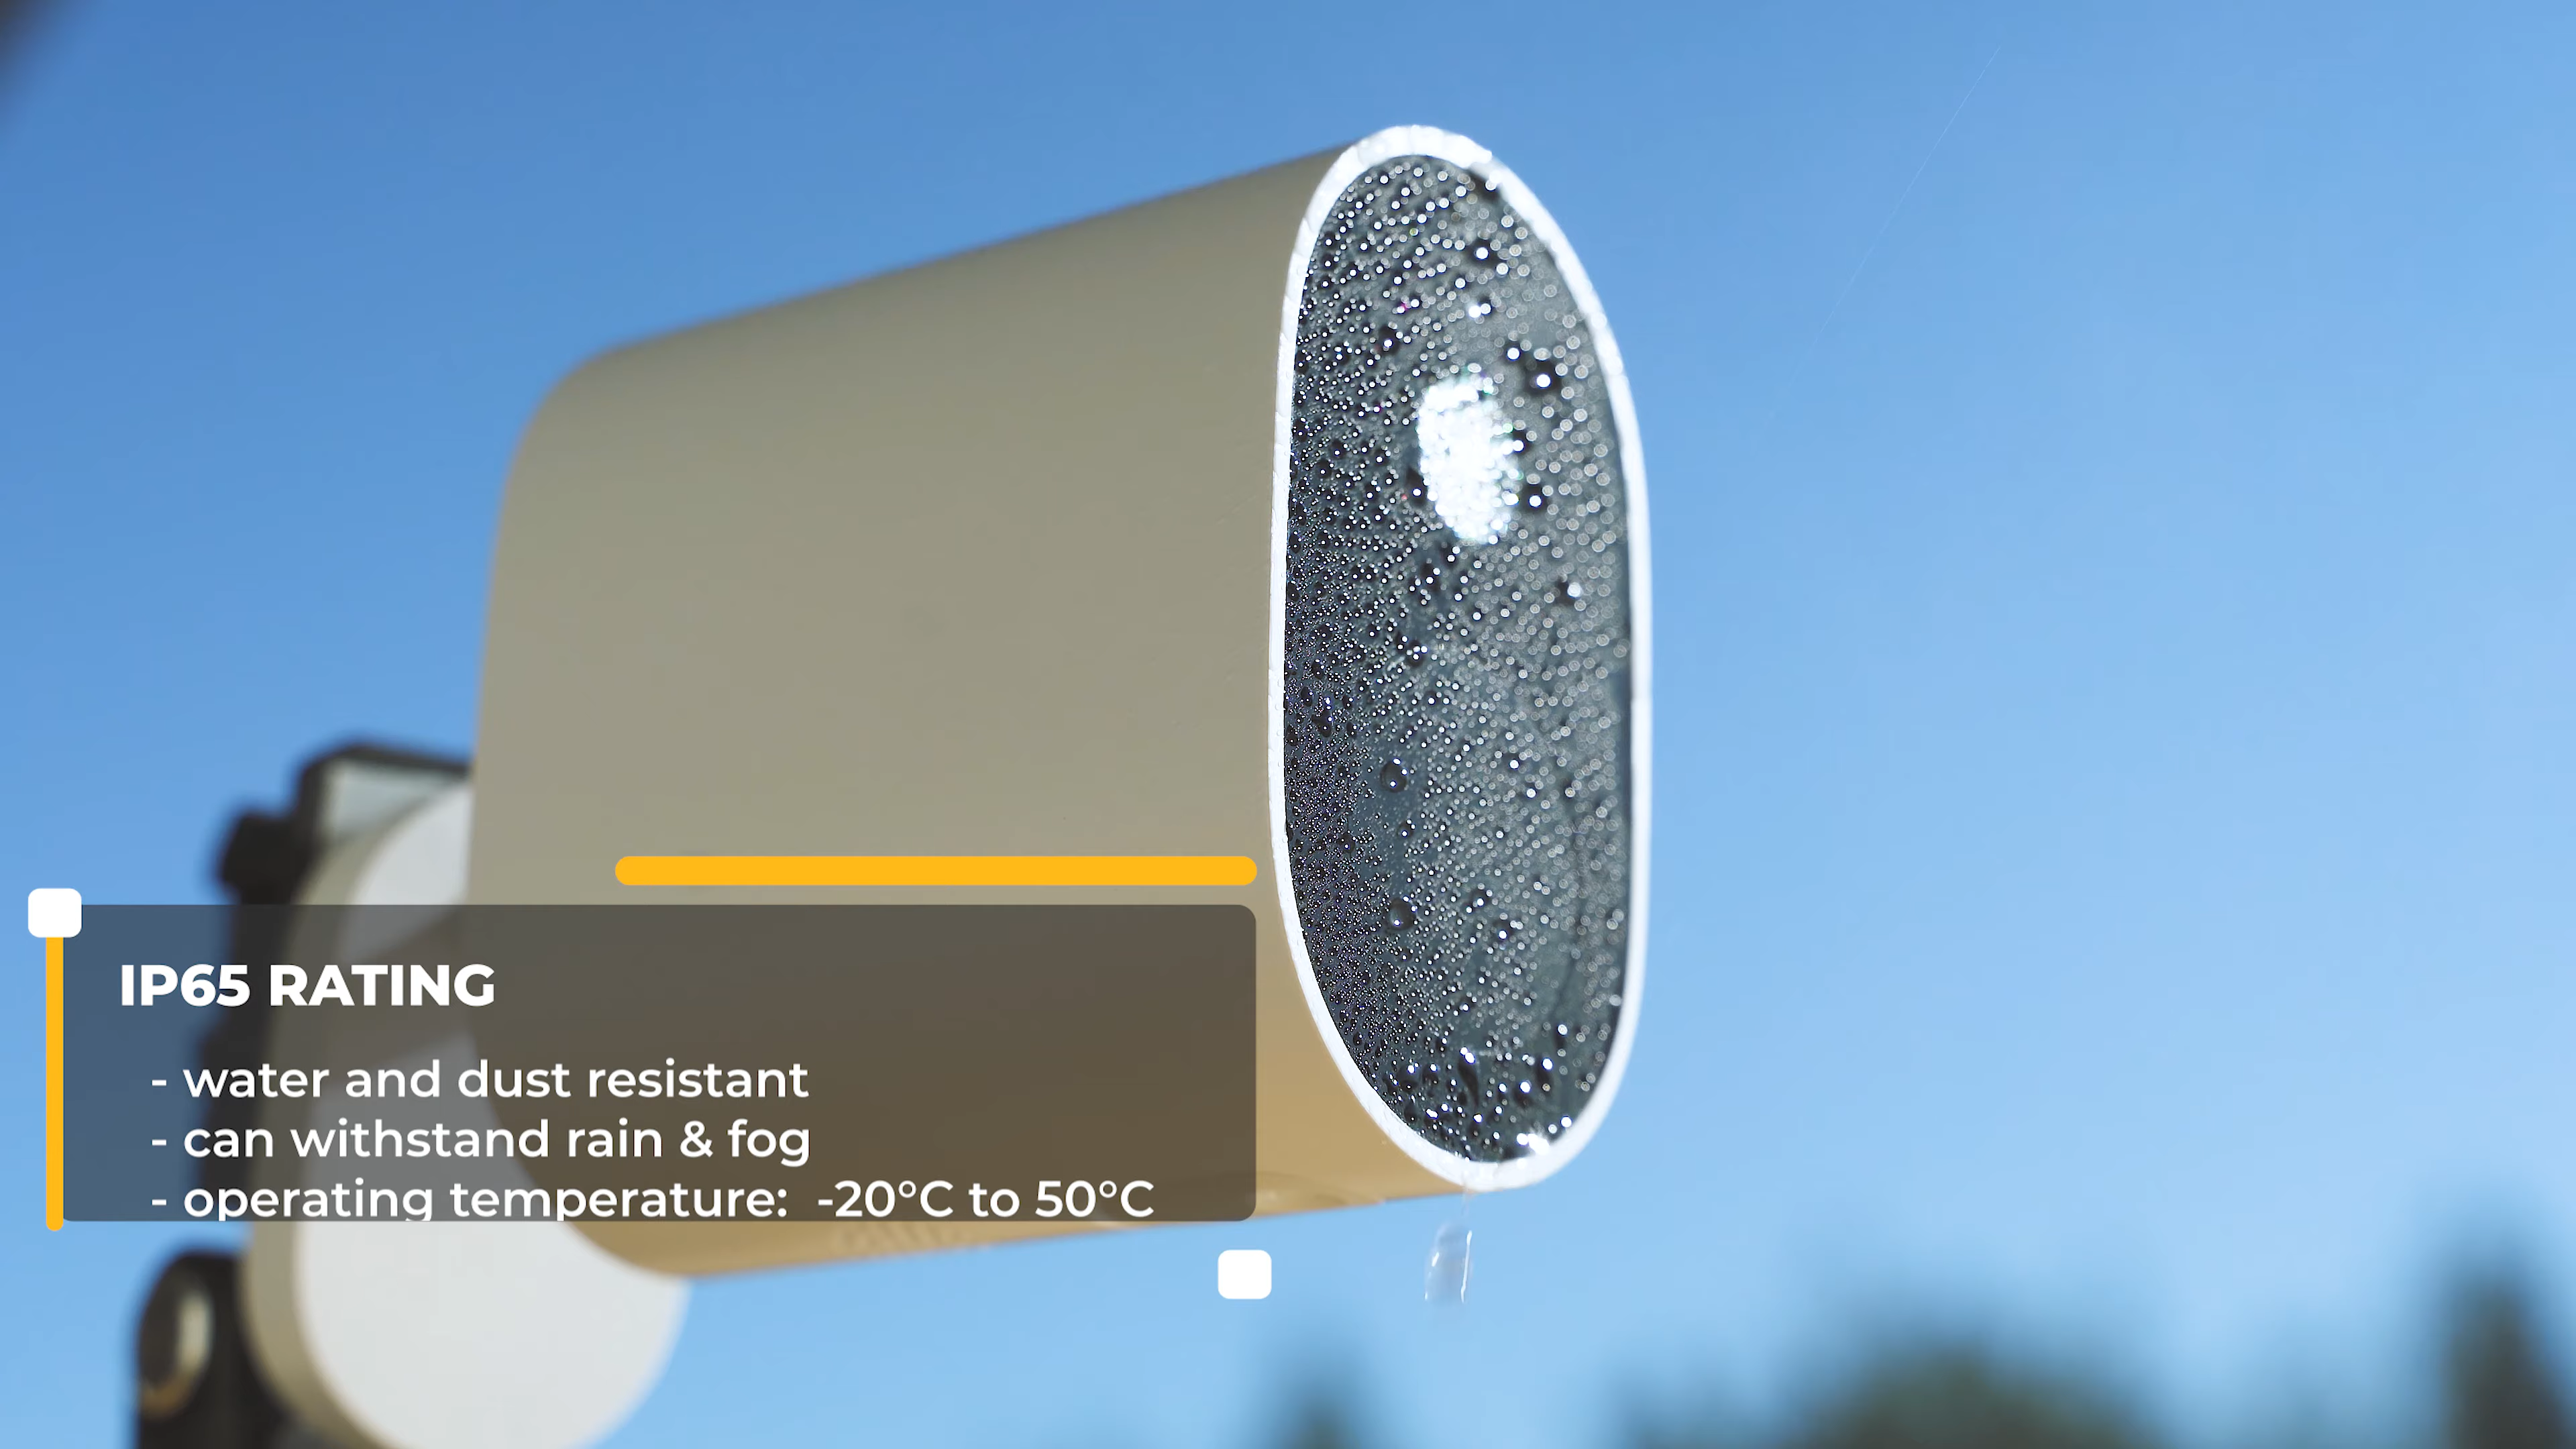 IP65 RATING
- water and dust resistant
- can withstand rain & fog
- operating temperature: -20°C to 50°C